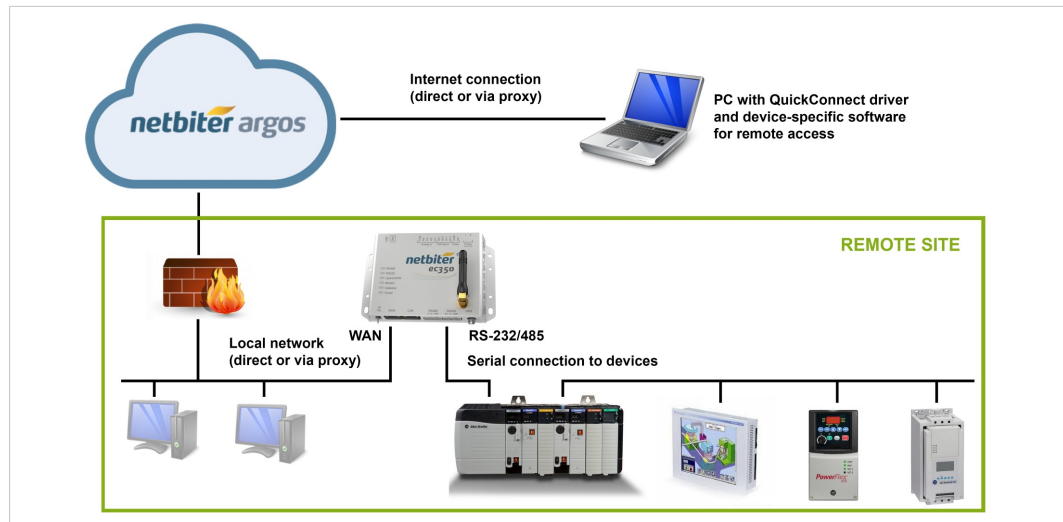 netbiter argos
Internet connection
(direct or via proxy)
PC with QuickConnect driver
and device-specific software
for remote access
REMOTE SITE
netbiter
ec350
WAN
RS-232/485
Local network
(direct or via proxy)
Serial connection to devices
PowerFlex